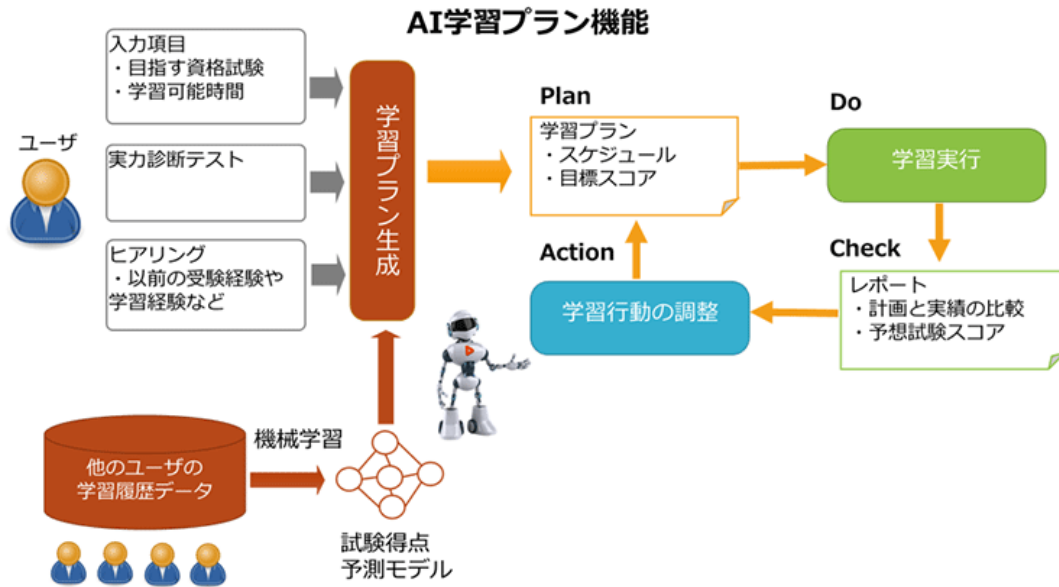 AI学習プラン機能
入力項目
・目指す資格試験
・学習可能時間
ユーザ
実力診断テスト
ヒアリング
・以前の受験経験や
学習経験など
学習プラン生成
Plan
学習プラン
・スケジュール
・目標スコア
Do
学習実行
Check
レポート
・計画と実績の比較
・予想試験スコア
Action
学習行動の調整
他のユーザの
学習履歴データ
機械学習
試験得点
予測モデル